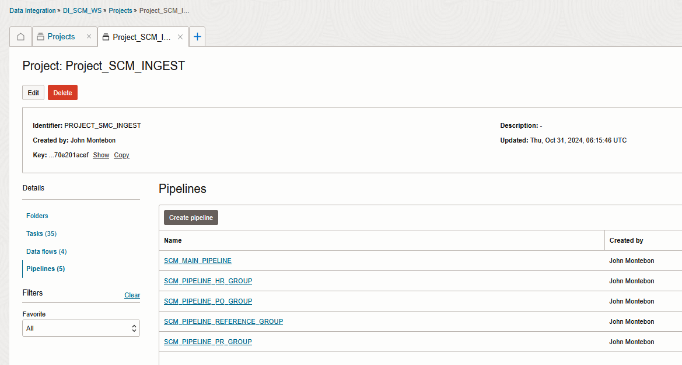 Data Integration » DI_SCM_WS » Projects » Project_SCM_I...
Projects ×
Project_SCM_I... ×
+
Project: Project_SCM_INGEST
Edit Delete
Identifier: PROJECT_SMC_INGEST
Description: -
Created by: John Montebon
Updated: Thu, Oct 31, 2024, 06:15:46 UTC
Key: ...70e201acef Show Copy
Details
Folders
Tasks (35)
Data flows (4)
Pipelines (5)
Filters Clear
Favorite
All
Pipelines
Create pipeline
Name Created by
SCM_MAIN_PIPELINE John Montebon
SCM_PIPELINE_HR_GROUP John Montebon
SCM_PIPELINE_PO_GROUP John Montebon
SCM_PIPELINE_REFERENCE_GROUP John Montebon
SCM_PIPELINE_PR_GROUP John Montebon